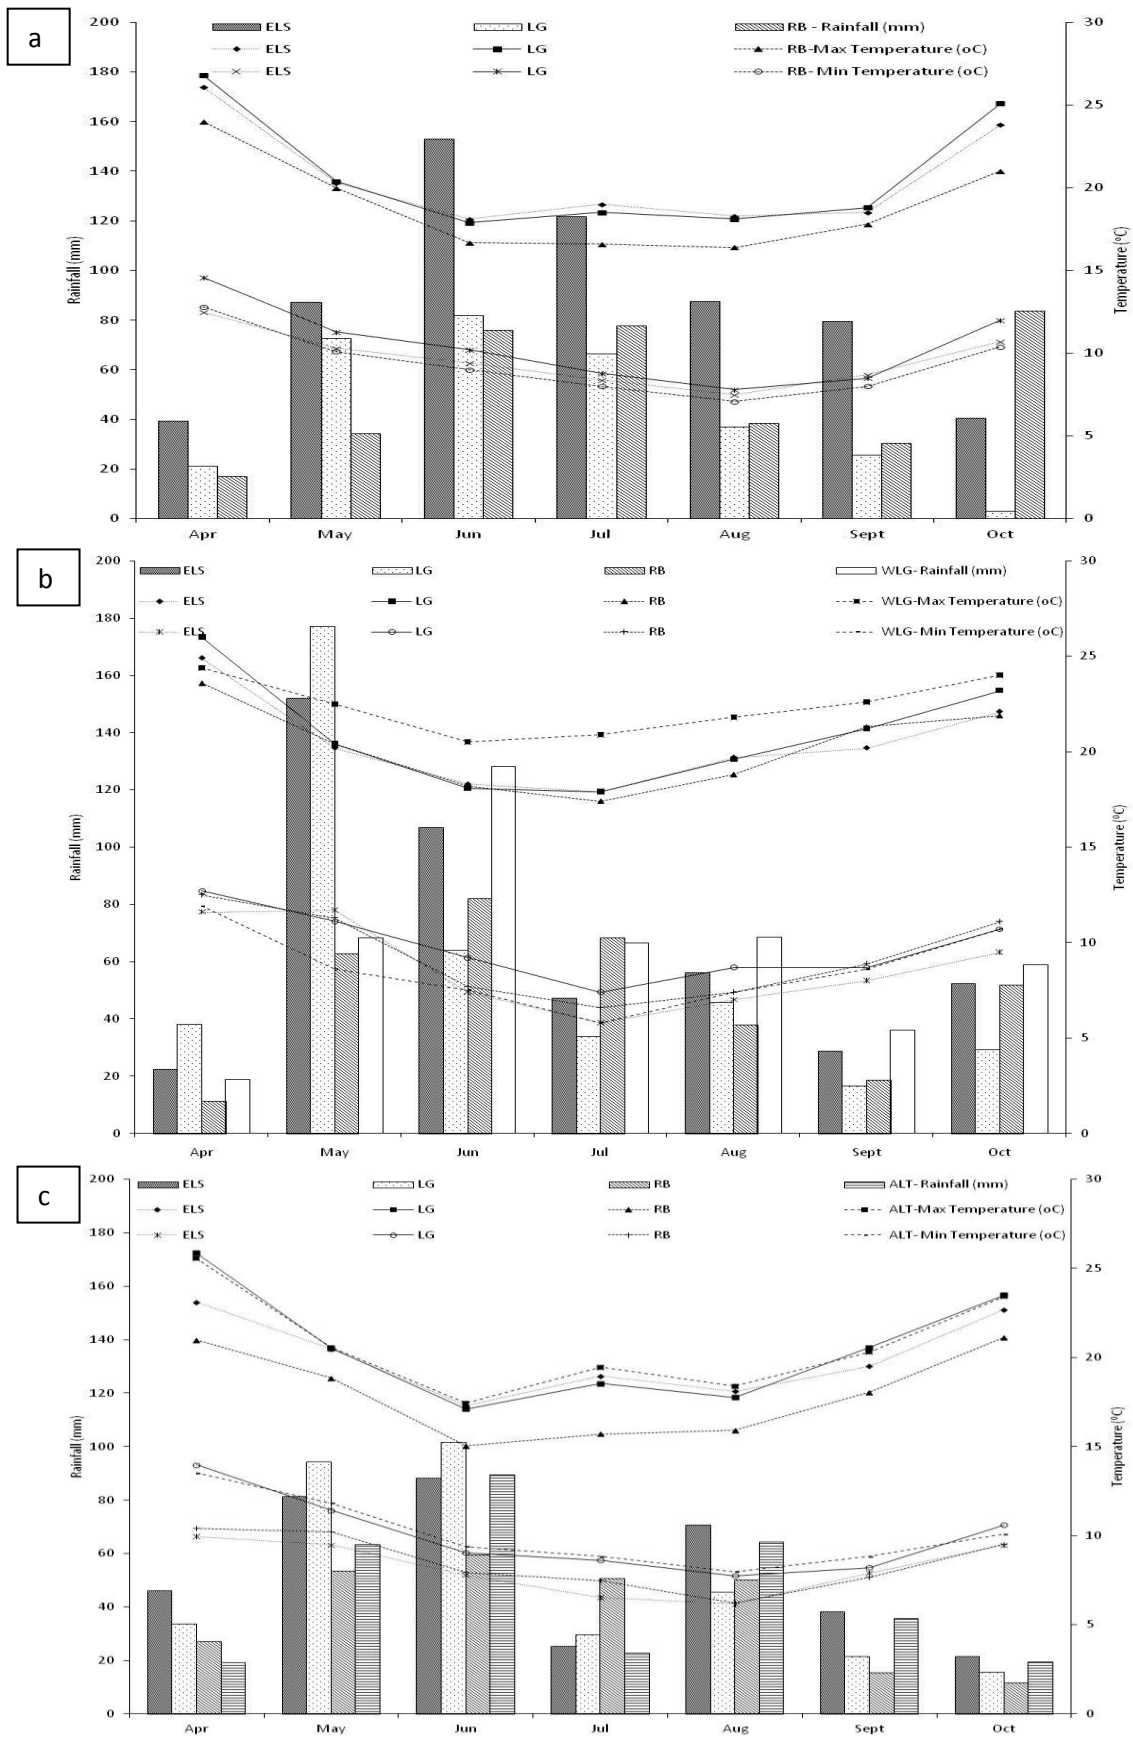 a
ELS LG RB - Rainfall (mm)
ELS LG RB-Max Temperature (oC)
ELS LG RB- Min Temperature (oC)
200 30
180
160 25
140
120 20
100 15
80
60 10
40 5
20
0 0
Rainfall (mm)
Temperature (⁰C)
Apr May Jun Jul Aug Sept Oct
b
ELS LG RB WLG- Rainfall (mm)
ELS LG RB WLG-Max Temperature (oC)
ELS LG RB WLG- Min Temperature (oC)
200 30
180
160 25
140
120 20
100 15
80
60 10
40 5
20
0 0
Rainfall (mm)
Temperature (⁰C)
Apr May Jun Jul Aug Sept Oct
c
ELS LG RB ALT- Rainfall (mm)
ELS LG RB ALT-Max Temperature (oC)
ELS LG RB ALT- Min Temperature (oC)
200 30
180
160 25
140
120 20
100 15
80
60 10
40 5
20
0 0
Rainfall (mm)
Temperature (⁰C)
Apr May Jun Jul Aug Sept Oct